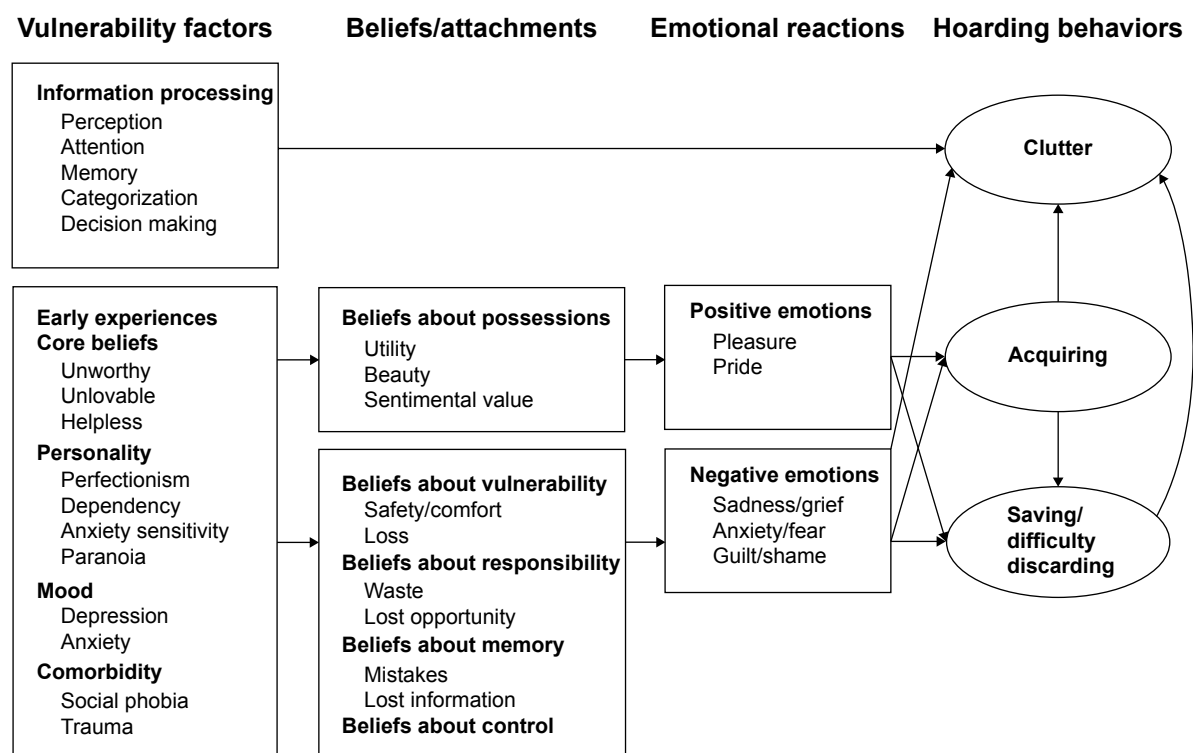 Vulnerability factors
Beliefs/attachments
Emotional reactions
Hoarding behaviors
Information processing
Perception
Attention
Memory
Categorization
Decision making
Early experiences
Core beliefs
Unworthy
Unlovable
Helpless
Personality
Perfectionism
Dependency
Anxiety sensitivity
Paranoia
Mood
Depression
Anxiety
Comorbidity
Social phobia
Trauma
Beliefs about possessions
Utility
Beauty
Sentimental value
Beliefs about vulnerability
Safety/comfort
Loss
Beliefs about responsibility
Waste
Lost opportunity
Beliefs about memory
Mistakes
Lost information
Beliefs about control
Positive emotions
Pleasure
Pride
Negative emotions
Sadness/grief
Anxiety/fear
Guilt/shame
Clutter
Acquiring
Saving/
difficulty
discarding